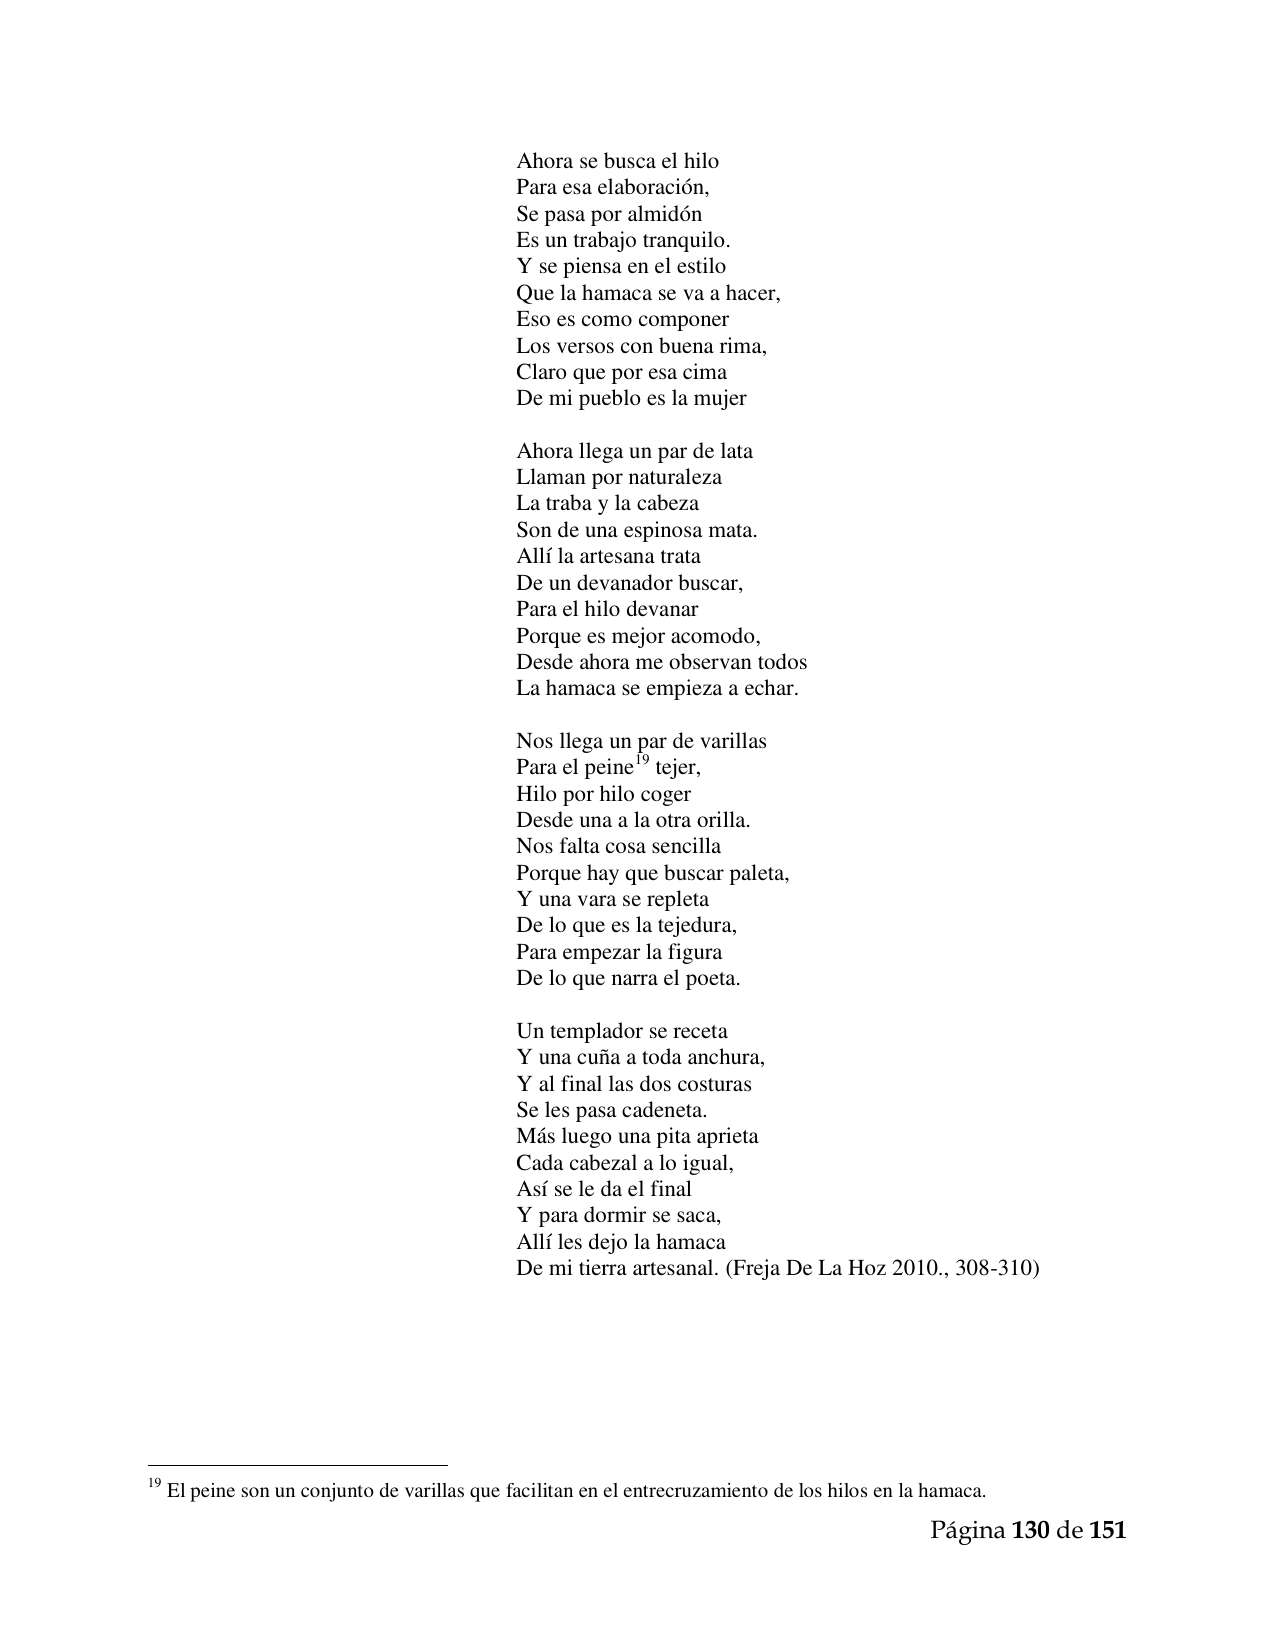 Ahora se busca el hilo
Para esa elaboración,
Se pasa por almidón
Es un trabajo tranquilo.
Y se piensa en el estilo
Que la hamaca se va a hacer,
Eso es como componer
Los versos con buena rima,
Claro que por esa cima
De mi pueblo es la mujer

Ahora llega un par de lata
Llaman por naturaleza
La traba y la cabeza
Son de una espinosa mata.
Allí la artesana trata
De un devanador buscar,
Para el hilo devanar
Porque es mejor acomodo,
Desde ahora me observan todos
La hamaca se empieza a echar.

Nos llega un par de varillas
Para el peine19 tejer,
Hilo por hilo coger
Desde una a la otra orilla.
Nos falta cosa sencilla
Porque hay que buscar paleta,
Y una vara se repleta
De lo que es la tejedura,
Para empezar la figura
De lo que narra el poeta.

Un templador se receta
Y una cuña a toda anchura,
Y al final las dos costuras
Se les pasa cadeneta.
Más luego una pita aprieta
Cada cabezal a lo igual,
Así se le da el final
Y para dormir se saca,
Allí les dejo la hamaca
De mi tierra artesanal. (Freja De La Hoz 2010., 308-310)

19 El peine son un conjunto de varillas que facilitan en el entrecruzamiento de los hilos en la hamaca.
Página 130 de 151